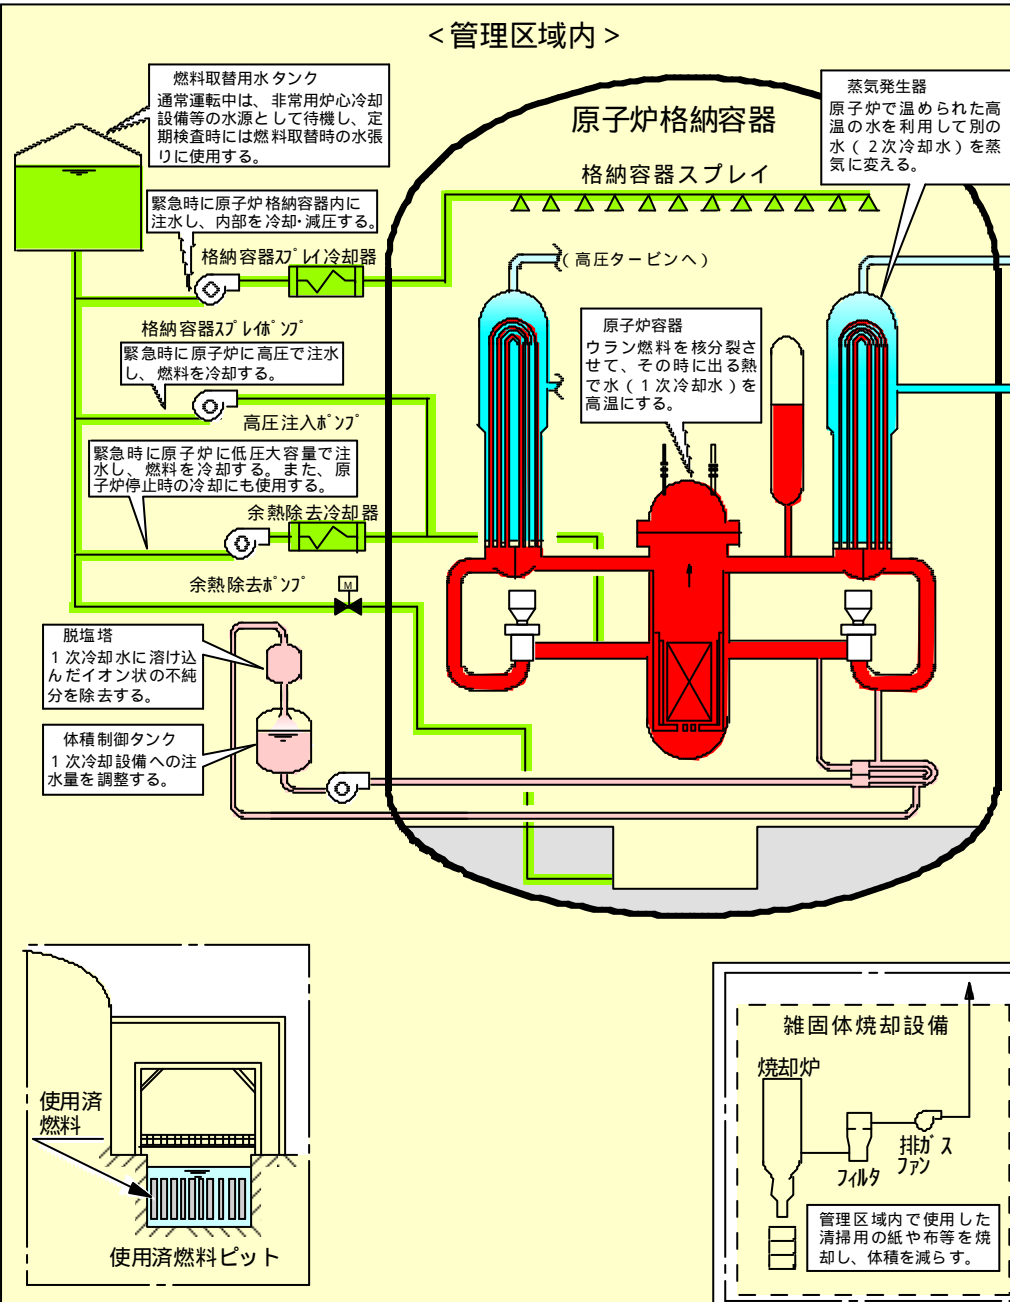 ＜管理区域内＞
燃料取替用水タンク
通常運転中は、非常用炉心冷却
設備等の水源として待機し、定
期検査時には燃料取替時の水張
りに使用する。
蒸気発生器
原子炉で温められた高
温の水を利用して別の
水（２次冷却水）を蒸
気に変える。
原子炉格納容器
格納容器スプレイ
緊急時に原子炉格納容器内に
注水し、内部を冷却・減圧する。
格納容器ｽﾌﾟﾚｲ冷却器
（高圧タービンへ）
格納容器ｽﾌﾟﾚｲﾎﾟﾝﾌﾟ
原子炉容器
ウラン燃料を核分裂さ
せて、その時に出る熱
で水（１次冷却水）を
高温にする。
緊急時に原子炉に高圧で注水
し、燃料を冷却する。
高圧注入ﾎﾟﾝﾌﾟ
緊急時に原子炉に低圧大容量で注
水し、燃料を冷却する。また、原
子炉停止時の冷却にも使用する。
余熱除去冷却器
余熱除去ﾎﾟﾝﾌﾟ
M
脱塩塔
１次冷却水に溶け込
んだイオン状の不純
分を除去する。
体積制御タンク
１次冷却設備への注
水量を調整する。
使用済
燃料
使用済燃料ピット
雑固体焼却設備
焼却炉
排ｶﾞｽ
ﾌｧﾝ
ﾌｨﾙﾀ
管理区域内で使用した
清掃用の紙や布等を焼
却し、体積を減らす。